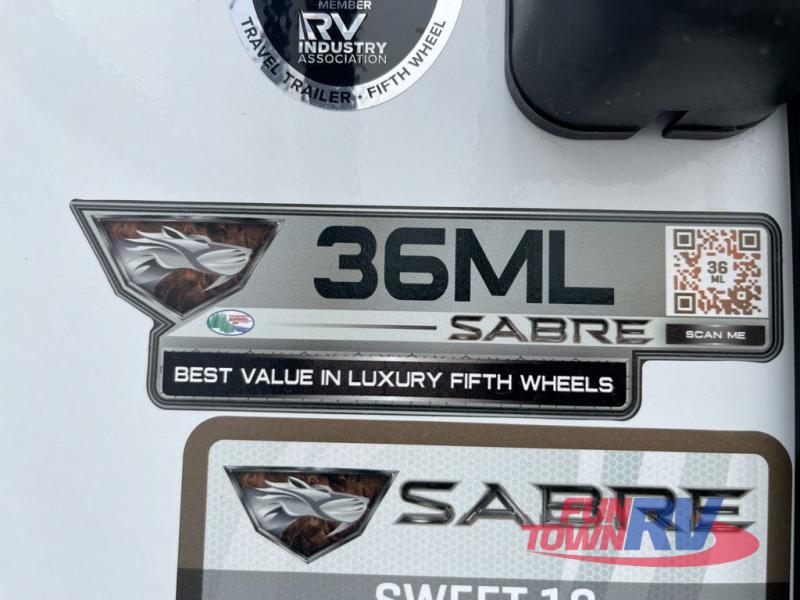 MEMBER
RV
INDUSTRY
ASSOCIATION
TRAVEL TRAILER • FIFTH WHEEL
36ML
36
ML
SABRE
SCAN ME
BEST VALUE IN LUXURY FIFTH WHEELS
SABRE
FUN
TOWN RV